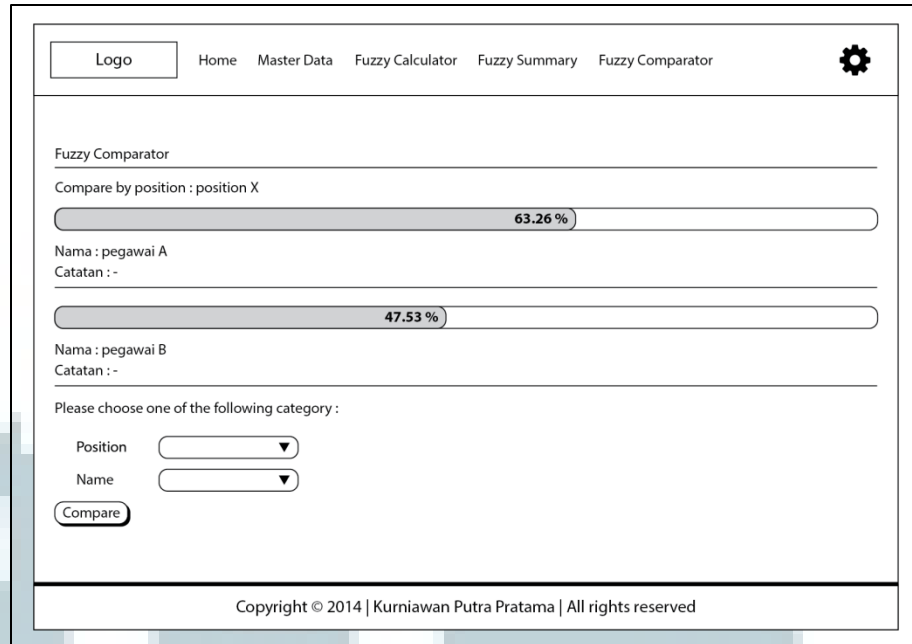 Logo Home Master Data Fuzzy Calculator Fuzzy Summary Fuzzy Comparator
Fuzzy Comparator
Compare by position : position X
63.26 %
Nama : pegawai A
Catatan : -
47.53 %
Nama : pegawai B
Catatan : -
Please choose one of the following category :
Position
Name
Compare
Copyright © 2014 | Kurniawan Putra Pratama | All rights reserved